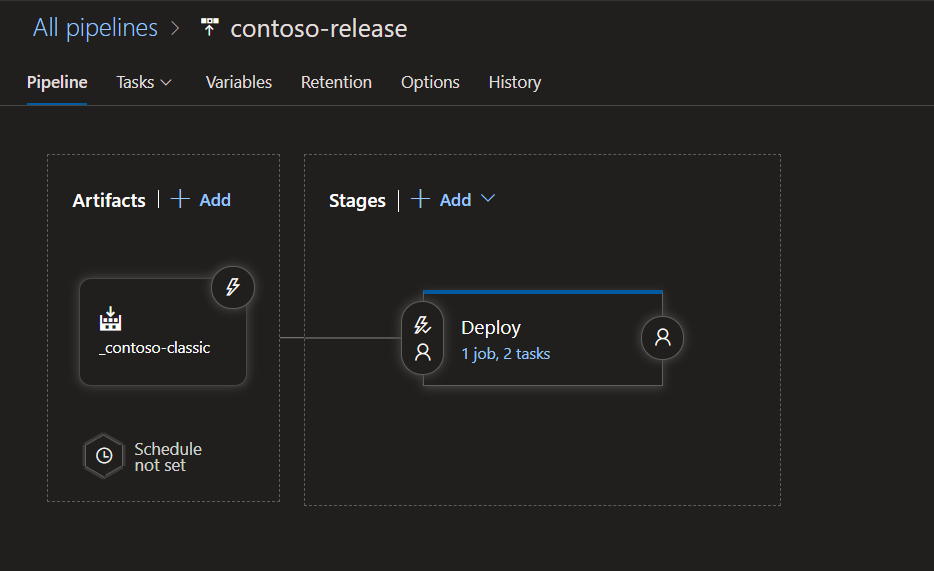 All pipelines > contoso-release
Pipeline Tasks Variables Retention Options History
Artifacts | + Add
Stages | + Add
_contoso-classic
Deploy
1 job, 2 tasks
Schedule
not set